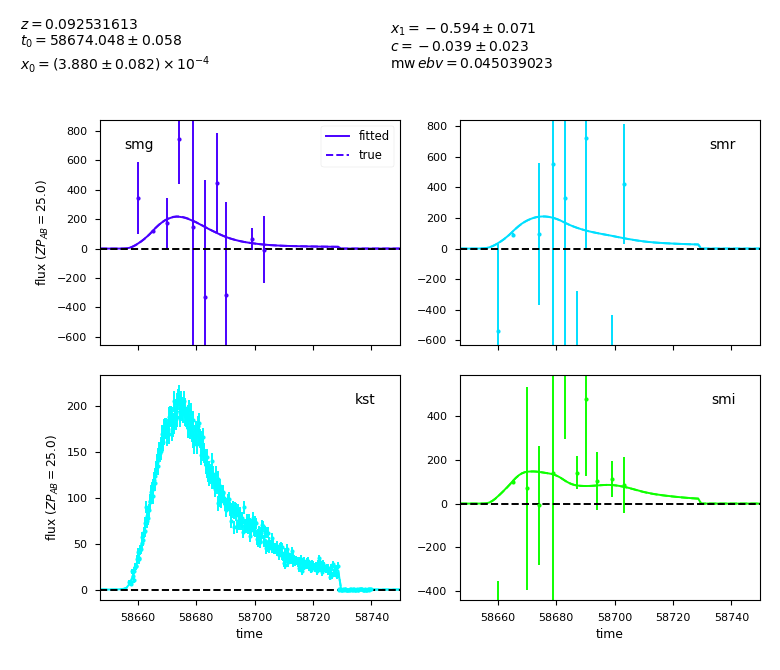 z = 0.092531613
t₀ = 58674.048 ± 0.058
x₀ = (3.880 ± 0.082) × 10⁻⁴
x₁ = −0.594 ± 0.071
c = −0.039 ± 0.023
mw ebv = 0.045039023
smg
fitted
true
flux (ZP_AB = 25.0)
800
600
400
200
0
−200
−400
−600
smr
800
600
400
200
0
−200
−400
−600
kst
flux (ZP_AB = 25.0)
200
150
100
50
0
58660 58680 58700 58720 58740
time
smi
400
200
0
−200
−400
58660 58680 58700 58720 58740
time